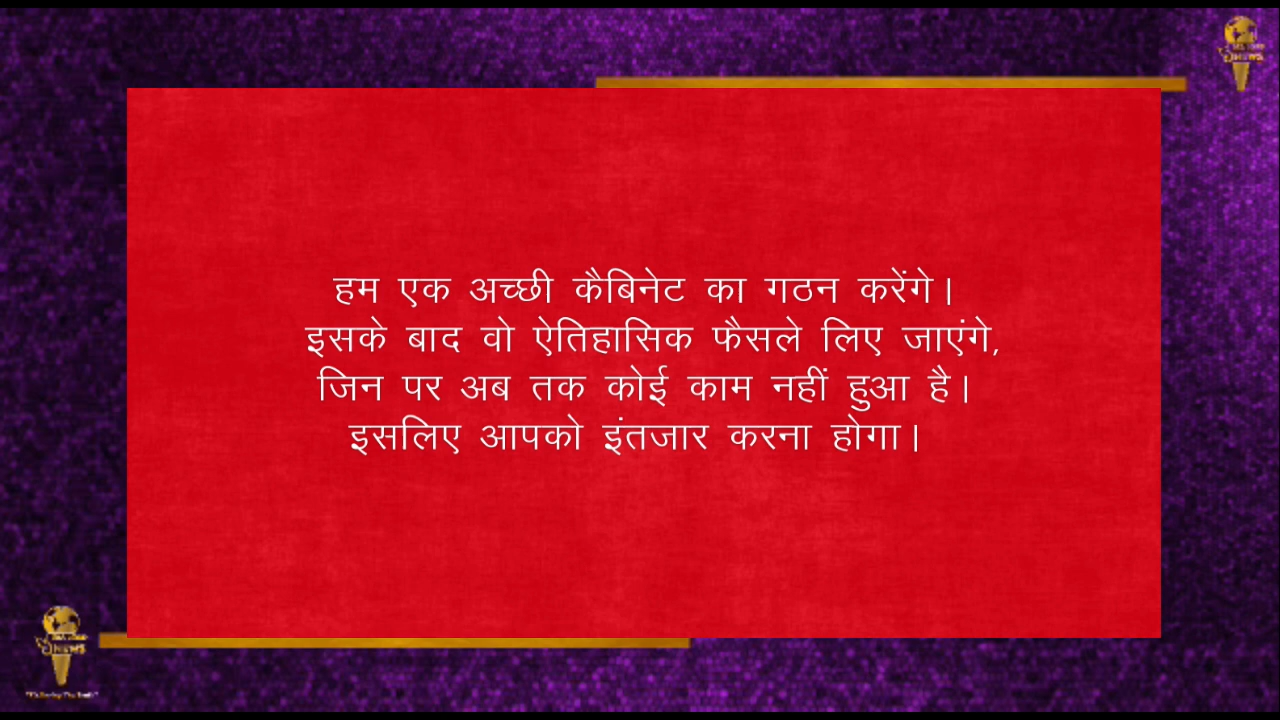 हम एक अच्छी कैबिनेट का गठन करेंगे।
इसके बाद वो ऐतिहासिक फैसले लिए जाएंगे,
जिन पर अब तक कोई काम नहीं हुआ है।
इसलिए आपको इंतजार करना होगा।